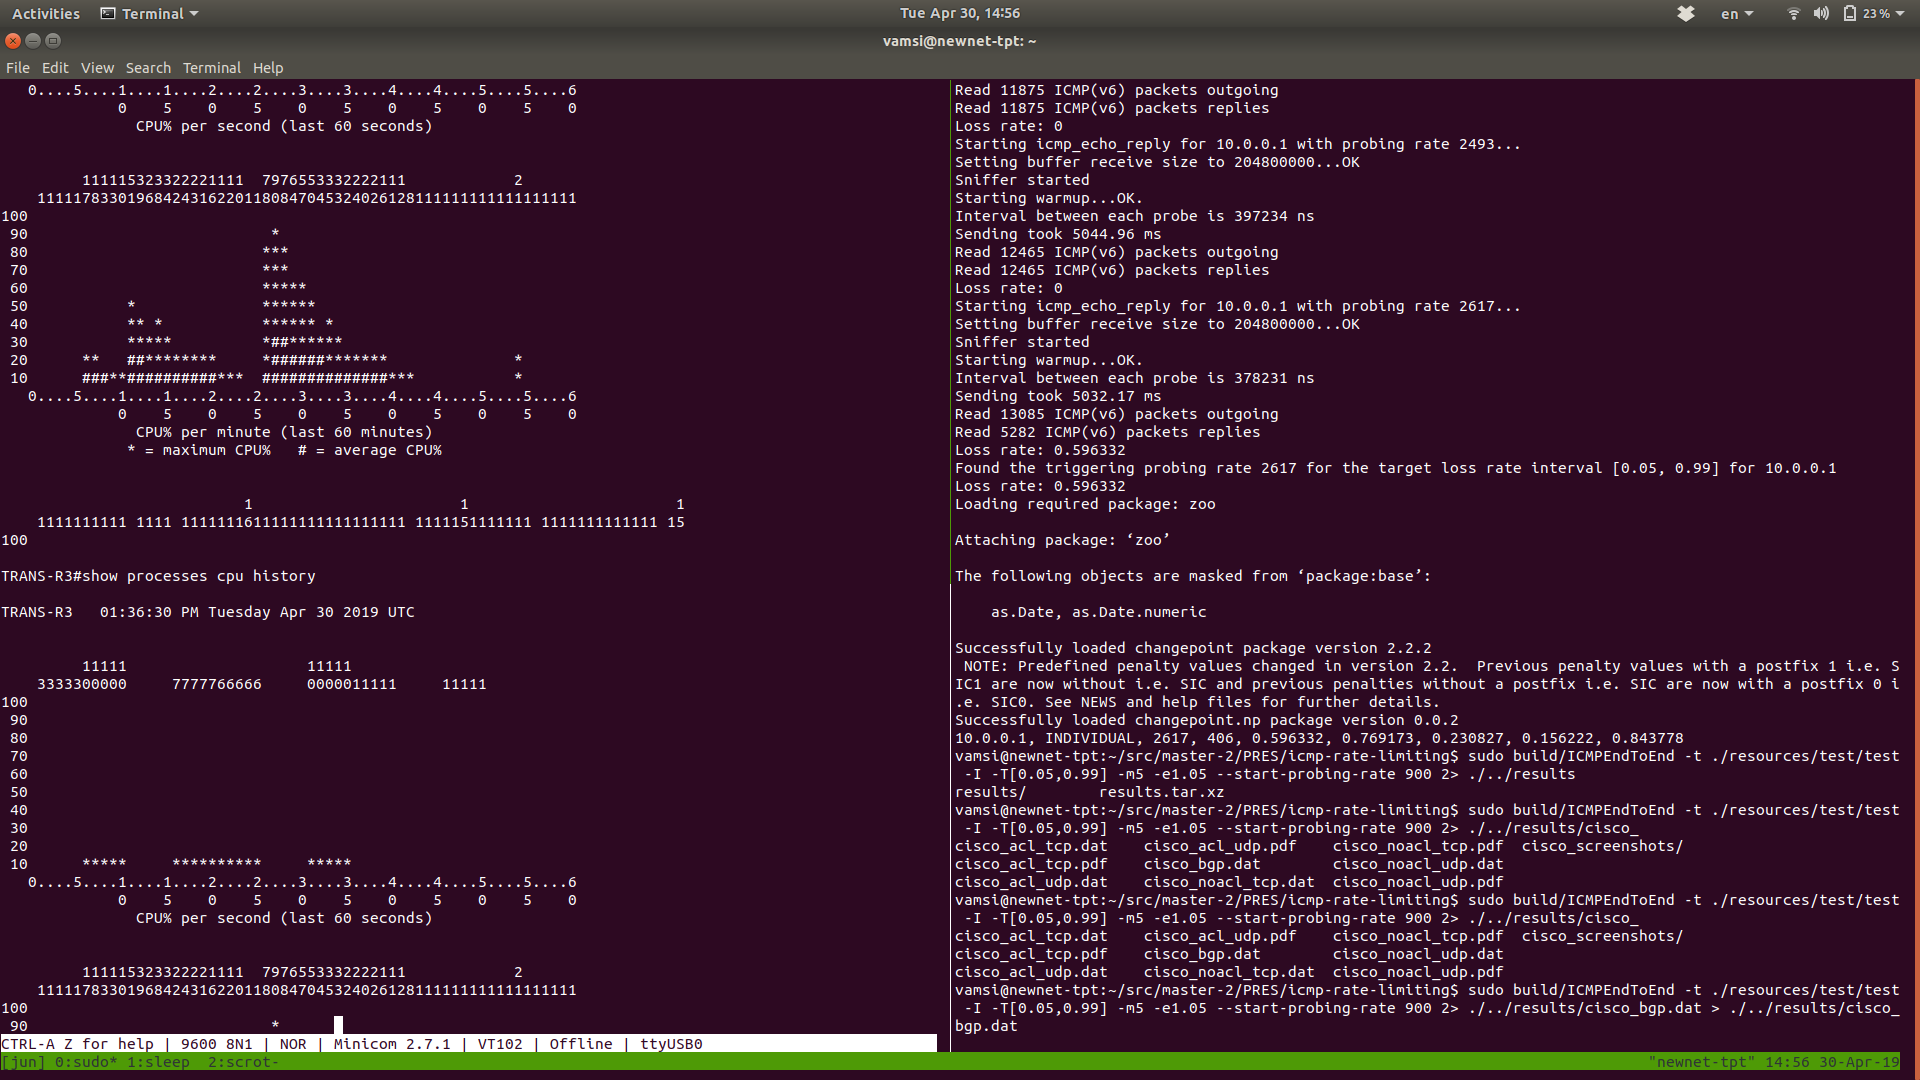 Activities Terminal Tue Apr 30, 14:56 en 23 %
vamsi@newnet-tpt: ~
File Edit View Search Terminal Help
   0....5....1....1....2....2....3....3....4....4....5....5....6
             0    5    0    5    0    5    0    5    0    5    0
               CPU% per second (last 60 seconds)
         111115323322221111  7976553332222111            2
    111117833019684243162201180847045324026128111111111111111111
100
 90                           *
 80                          ***
 70                          ***
 60                          *****
 50           *              ******
 40           ** *           ****** *
 30           *****          *##******
 20      **   ##********     *######*******              *
 10      ###**##########***  ##############***           *
   0....5....1....1....2....2....3....3....4....4....5....5....6
             0    5    0    5    0    5    0    5    0    5    0
               CPU% per minute (last 60 minutes)
              * = maximum CPU%   # = average CPU%
                           1                       1                       1
    1111111111 1111 1111111611111111111111111 1111151111111 1111111111111 15
100
TRANS-R3#show processes cpu history
TRANS-R3   01:36:30 PM Tuesday Apr 30 2019 UTC
         11111                    11111
    3333300000     7777766666     0000011111     11111
100
 90
 80
 70
 60
 50
 40
 30
 20
 10      *****     **********     *****
   0....5....1....1....2....2....3....3....4....4....5....5....6
             0    5    0    5    0    5    0    5    0    5    0
               CPU% per second (last 60 seconds)
         111115323322221111  7976553332222111            2
    111117833019684243162201180847045324026128111111111111111111
100
 90                           *
CTRL-A Z for help | 9600 8N1 | NOR | Minicom 2.7.1 | VT102 | Offline | ttyUSB0
Read 11875 ICMP(v6) packets outgoing
Read 11875 ICMP(v6) packets replies
Loss rate: 0
Starting icmp_echo_reply for 10.0.0.1 with probing rate 2493...
Setting buffer receive size to 204800000...OK
Sniffer started
Starting warmup...OK.
Interval between each probe is 397234 ns
Sending took 5044.96 ms
Read 12465 ICMP(v6) packets outgoing
Read 12465 ICMP(v6) packets replies
Loss rate: 0
Starting icmp_echo_reply for 10.0.0.1 with probing rate 2617...
Setting buffer receive size to 204800000...OK
Sniffer started
Starting warmup...OK.
Interval between each probe is 378231 ns
Sending took 5032.17 ms
Read 13085 ICMP(v6) packets outgoing
Read 5282 ICMP(v6) packets replies
Loss rate: 0.596332
Found the triggering probing rate 2617 for the target loss rate interval [0.05, 0.99] for 10.0.0.1
Loss rate: 0.596332
Loading required package: zoo
Attaching package: ‘zoo’
The following objects are masked from ‘package:base’:
    as.Date, as.Date.numeric
Successfully loaded changepoint package version 2.2.2
 NOTE: Predefined penalty values changed in version 2.2.  Previous penalty values with a postfix 1 i.e. S
IC1 are now without i.e. SIC and previous penalties without a postfix i.e. SIC are now with a postfix 0 i
.e. SIC0. See NEWS and help files for further details.
Successfully loaded changepoint.np package version 0.0.2
10.0.0.1, INDIVIDUAL, 2617, 406, 0.596332, 0.769173, 0.230827, 0.156222, 0.843778
vamsi@newnet-tpt:~/src/master-2/PRES/icmp-rate-limiting$ sudo build/ICMPEndToEnd -t ./resources/test/test
 -I -T[0.05,0.99] -m5 -e1.05 --start-probing-rate 900 2> ./../results
results/        results.tar.xz
vamsi@newnet-tpt:~/src/master-2/PRES/icmp-rate-limiting$ sudo build/ICMPEndToEnd -t ./resources/test/test
 -I -T[0.05,0.99] -m5 -e1.05 --start-probing-rate 900 2> ./../results/cisco_
cisco_acl_tcp.dat    cisco_acl_udp.pdf    cisco_noacl_tcp.pdf  cisco_screenshots/
cisco_acl_tcp.pdf    cisco_bgp.dat        cisco_noacl_udp.dat
cisco_acl_udp.dat    cisco_noacl_tcp.dat  cisco_noacl_udp.pdf
vamsi@newnet-tpt:~/src/master-2/PRES/icmp-rate-limiting$ sudo build/ICMPEndToEnd -t ./resources/test/test
 -I -T[0.05,0.99] -m5 -e1.05 --start-probing-rate 900 2> ./../results/cisco_
cisco_acl_tcp.dat    cisco_acl_udp.pdf    cisco_noacl_tcp.pdf  cisco_screenshots/
cisco_acl_tcp.pdf    cisco_bgp.dat        cisco_noacl_udp.dat
cisco_acl_udp.dat    cisco_noacl_tcp.dat  cisco_noacl_udp.pdf
vamsi@newnet-tpt:~/src/master-2/PRES/icmp-rate-limiting$ sudo build/ICMPEndToEnd -t ./resources/test/test
 -I -T[0.05,0.99] -m5 -e1.05 --start-probing-rate 900 2> ./../results/cisco_bgp.dat > ./../results/cisco_
bgp.dat
[jun] 0:sudo* 1:sleep  2:scrot- "newnet-tpt" 14:56 30-Apr-19